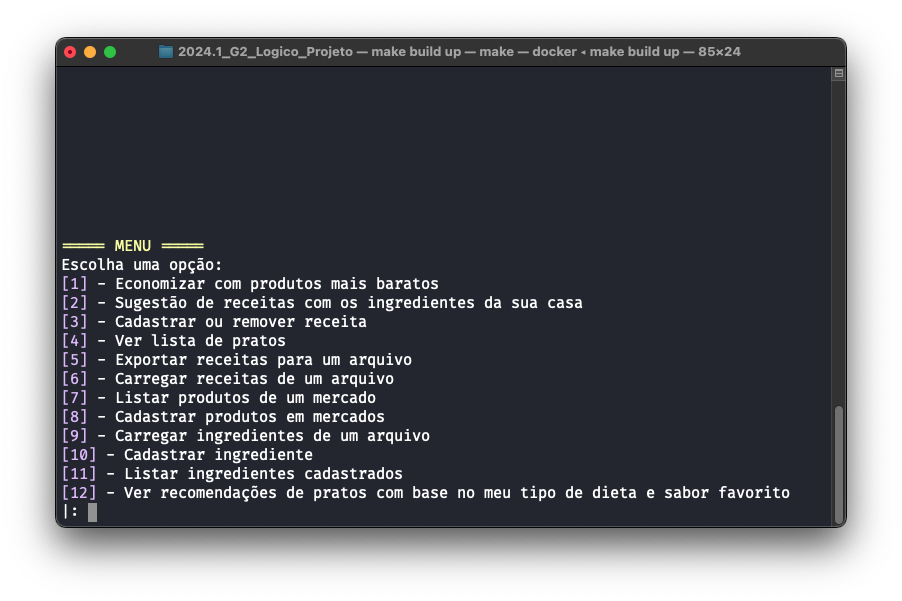 2024.1_G2_Logico_Projeto — make build up — make — docker ◂ make build up — 85×24
===== MENU =====
Escolha uma opção:
[1] - Economizar com produtos mais baratos
[2] - Sugestão de receitas com os ingredientes da sua casa
[3] - Cadastrar ou remover receita
[4] - Ver lista de pratos
[5] - Exportar receitas para um arquivo
[6] - Carregar receitas de um arquivo
[7] - Listar produtos de um mercado
[8] - Cadastrar produtos em mercados
[9] - Carregar ingredientes de um arquivo
[10] - Cadastrar ingrediente
[11] - Listar ingredientes cadastrados
[12] - Ver recomendações de pratos com base no meu tipo de dieta e sabor favorito
|: